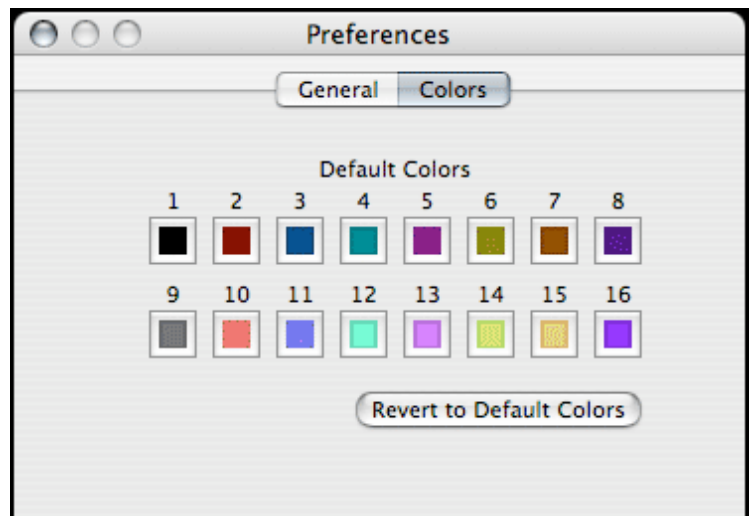 Preferences
General Colors
Default Colors
1 2 3 4 5 6 7 8
9 10 11 12 13 14 15 16
Revert to Default Colors